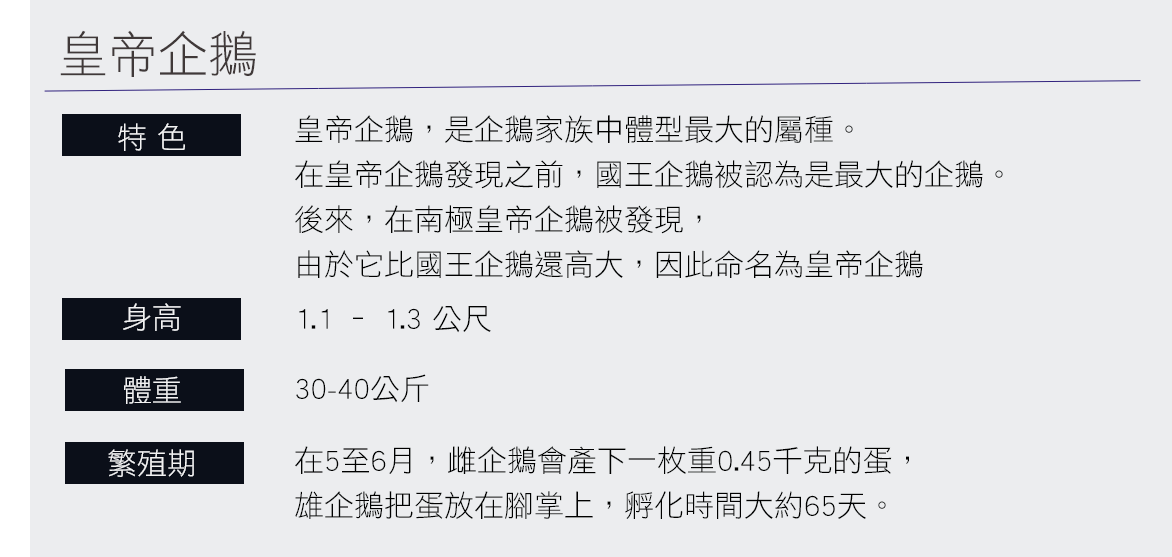 皇帝企鵝
特色
皇帝企鵝，是企鵝家族中體型最大的屬種。
在皇帝企鵝發現之前，國王企鵝被認為是最大的企鵝。
後來，在南極皇帝企鵝被發現，
由於它比國王企鵝還高大，因此命名為皇帝企鵝
身高
1.1 - 1.3 公尺
體重
30-40公斤
繁殖期
在5至6月，雌企鵝會產下一枚重0.45千克的蛋，
雄企鵝把蛋放在腳掌上，孵化時間大約65天。